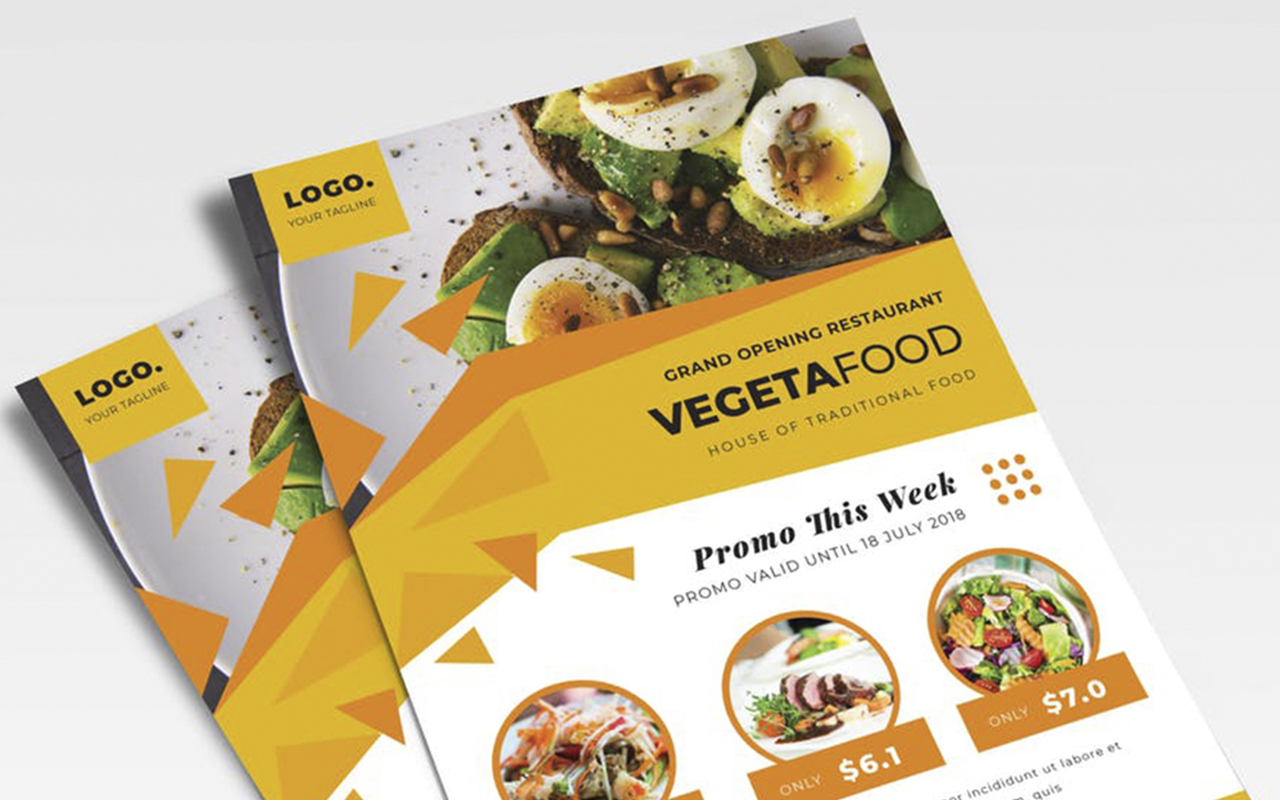 LOGO.
YOUR TAGLINE
GRAND OPENING RESTAURANT
VEGETAFOOD
HOUSE OF TRADITIONAL FOOD
Promo This Week
PROMO VALID UNTIL 18 JULY 2018
ONLY $7.0
ONLY $6.1
incididunt ut labore et
quis
LOGO.
YOUR TAGLINE